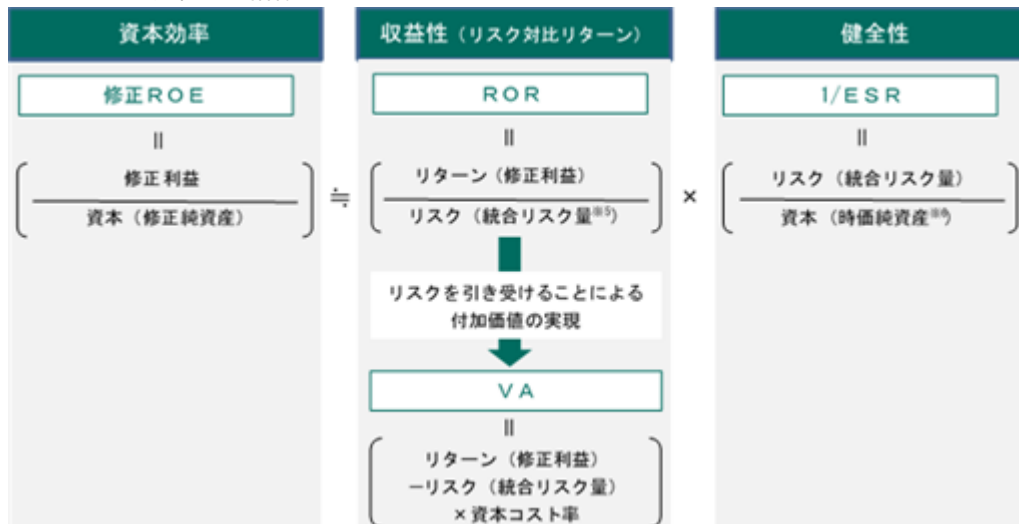 資本効率
収益性（リスク対比リターン）
健全性
修正ROE
ROR
1/ESR
＝
＝
＝
修正利益
資本（修正純資産）
≒
リターン（修正利益）
リスク（統合リスク量※5）
×
リスク（統合リスク量）
資本（時価純資産※6）
リスクを引き受けることによる
付加価値の実現
VA
＝
リターン（修正利益）
－リスク（統合リスク量）
×資本コスト率